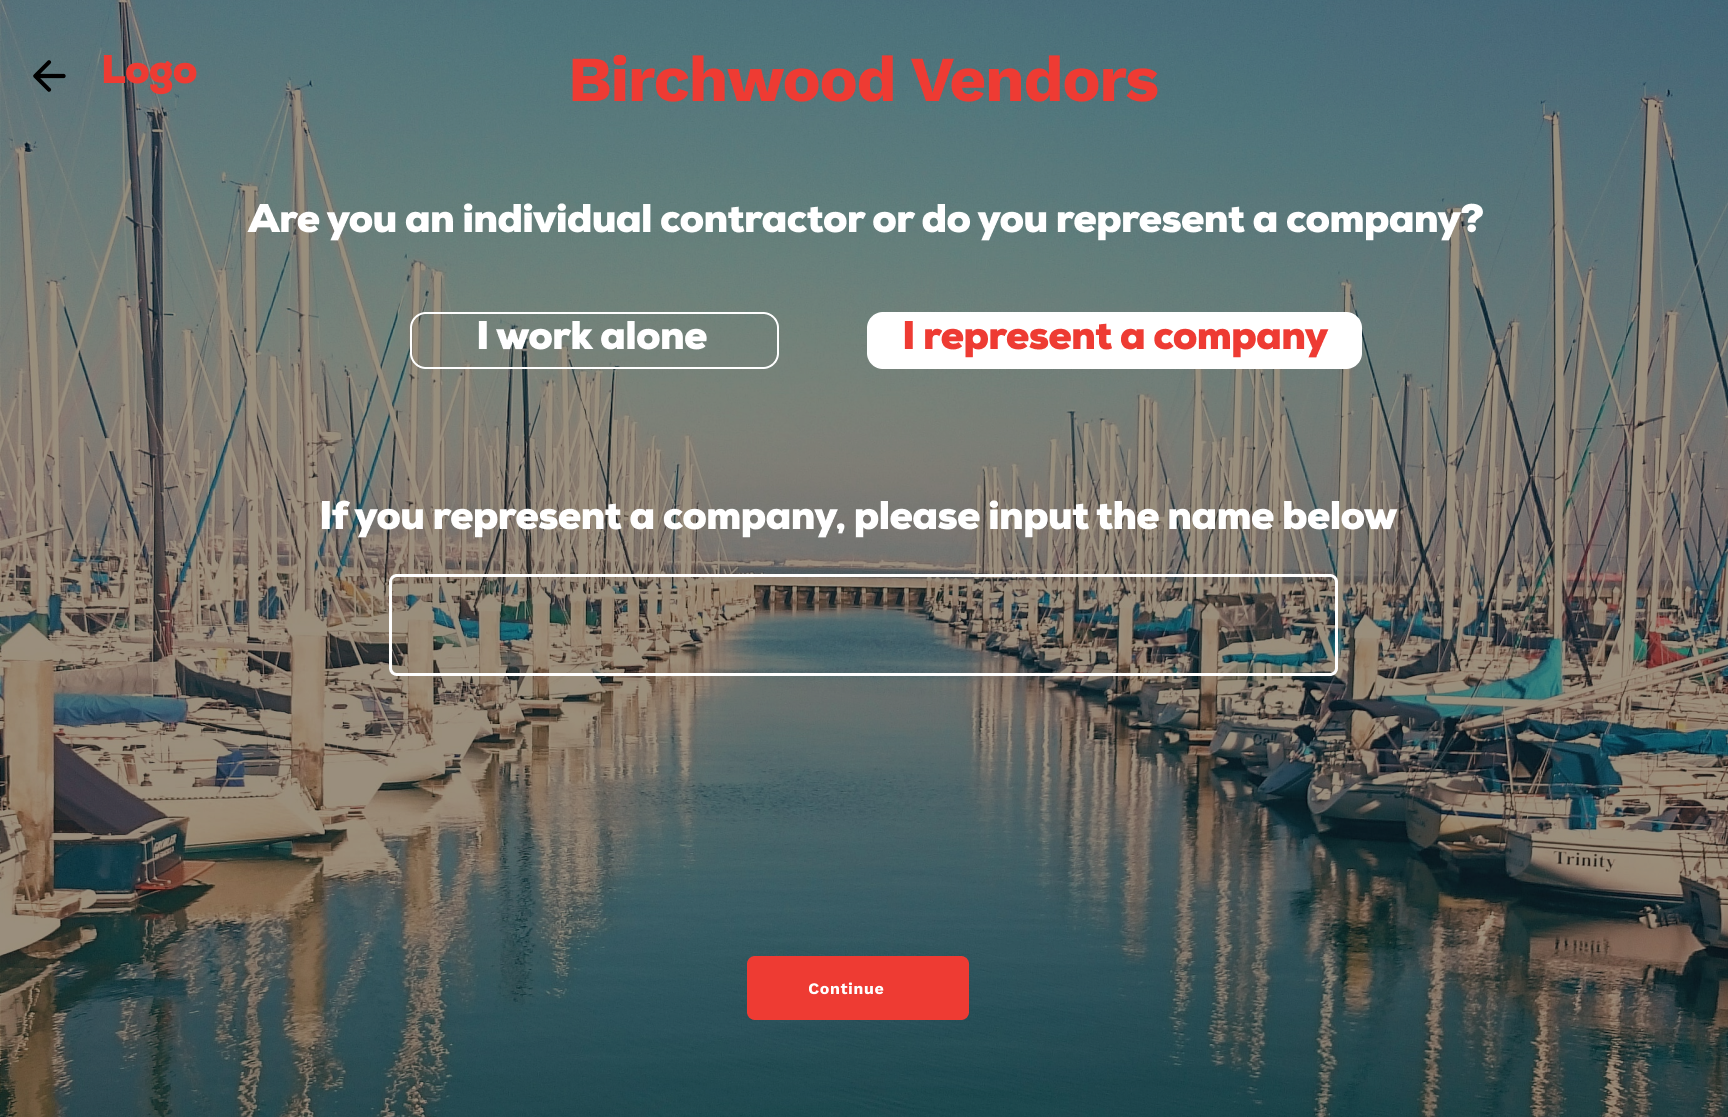 Logo
Birchwood Vendors
Are you an individual contractor or do you represent a company?
I work alone
I represent a company
If you represent a company, please input the name below
Trinity
Continue